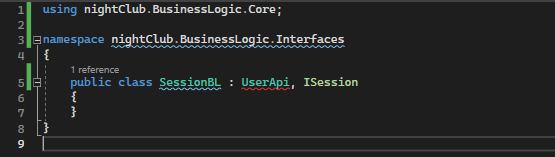 1 using nightClub.BusinessLogic.Core;
2
3 namespace nightClub.BusinessLogic.Interfaces
4 {
1 reference
5 public class SessionBL : UserApi, ISession
6 {
7 }
8 }
9